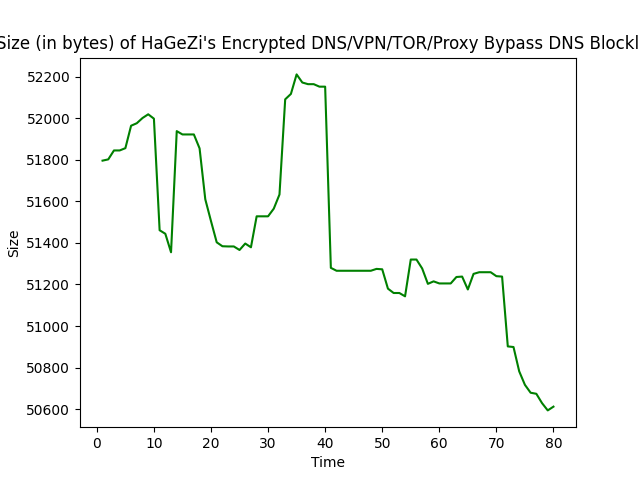 Size (in bytes) of HaGeZi's Encrypted DNS/VPN/TOR/Proxy Bypass DNS Blockl
52200
52000
51800
51600
51400
51200
51000
50800
50600
Size
0 10 20 30 40 50 60 70 80
Time